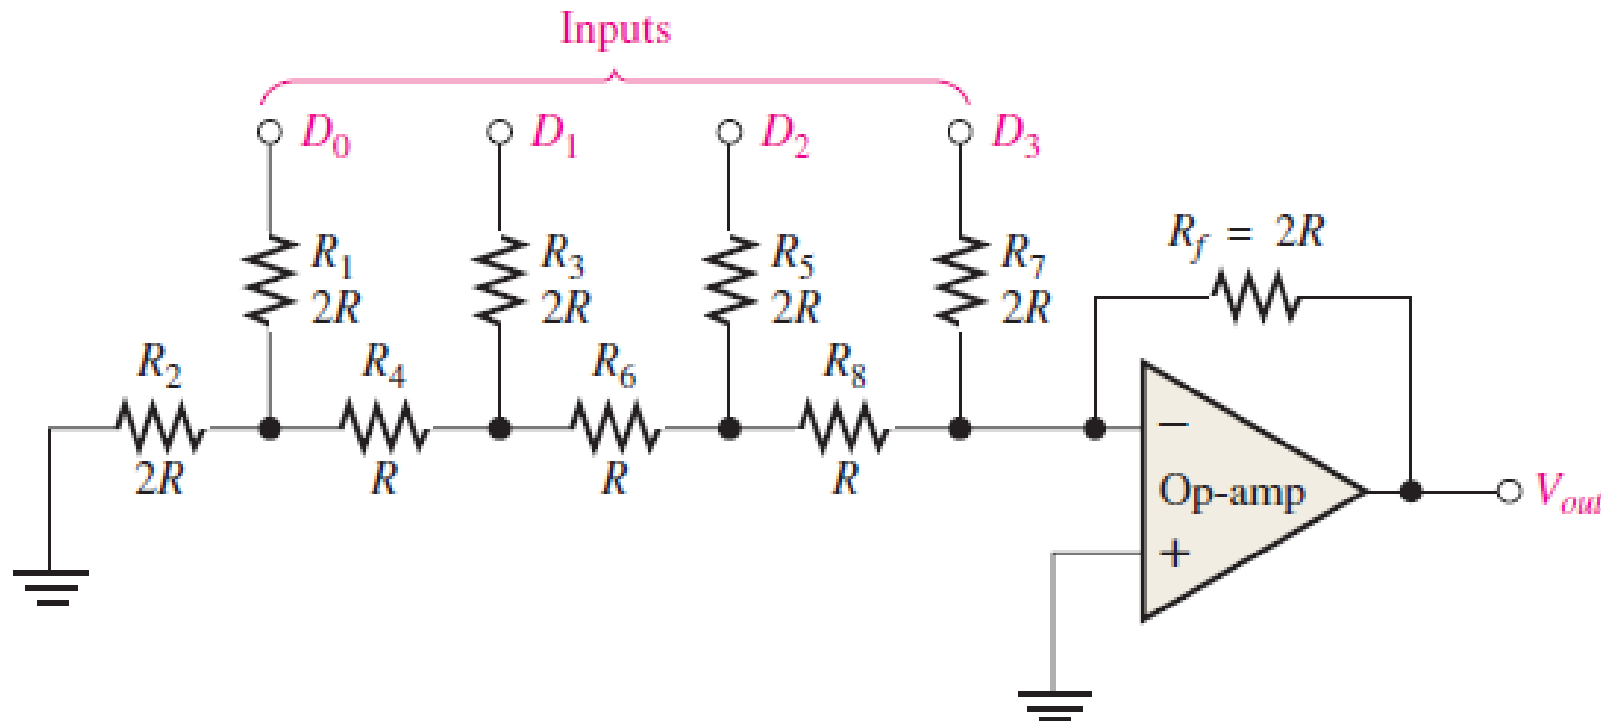 Inputs
D0
D1
D2
D3
R1
2R
R3
2R
R5
2R
R7
2R
Rf = 2R
R2
2R
R4
R
R6
R
R8
R
−
Op-amp
+
Vout